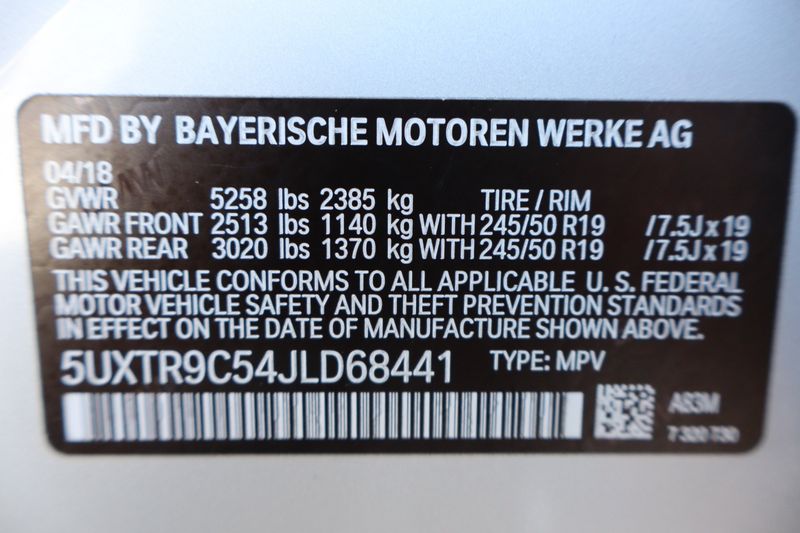 MFD BY BAYERISCHE MOTOREN WERKE AG
04/18
GVWR 5258 lbs 2385 kg TIRE / RIM
GAWR FRONT 2513 lbs 1140 kg WITH 245/50 R19 /7.5J x 19
GAWR REAR 3020 lbs 1370 kg WITH 245/50 R19 /7.5J x 19
THIS VEHICLE CONFORMS TO ALL APPLICABLE U. S. FEDERAL
MOTOR VEHICLE SAFETY AND THEFT PREVENTION STANDARDS
IN EFFECT ON THE DATE OF MANUFACTURE SHOWN ABOVE.
5UXTR9C54JLD68441 TYPE: MPV
A83M
7 330 730